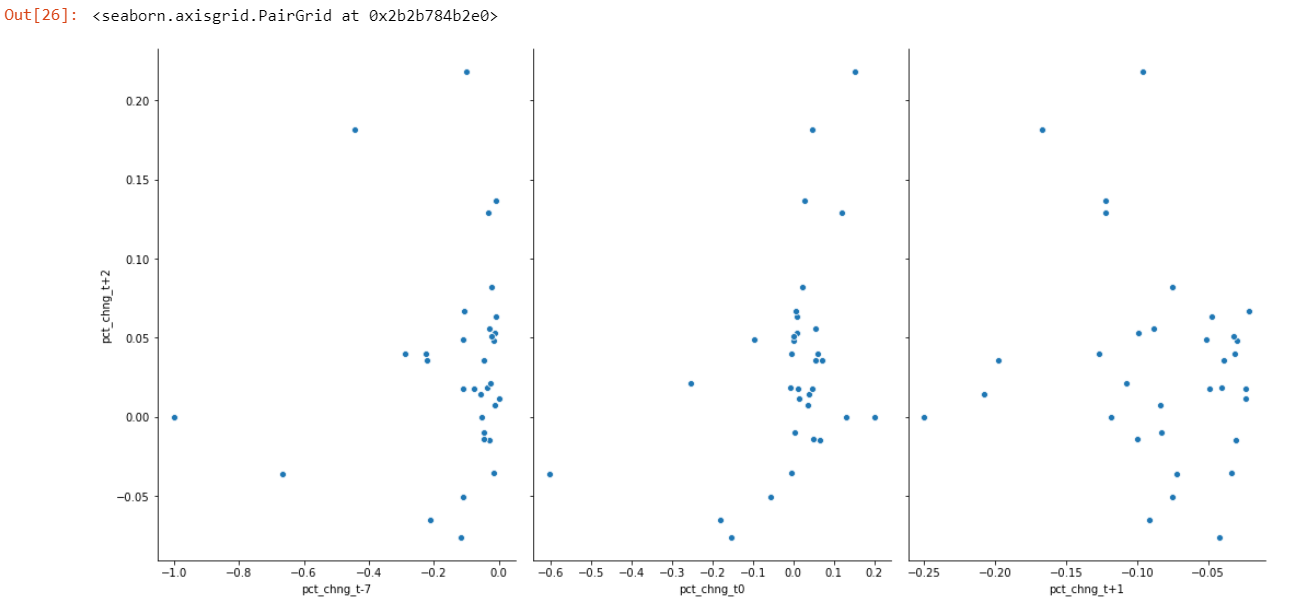 Out[26]: <seaborn.axisgrid.PairGrid at 0x2b2b784b2e0>
0.20
0.15
0.10
0.05
0.00
−0.05
pct_chng_t+2
−1.0 −0.8 −0.6 −0.4 −0.2 0.0
pct_chng_t-7
−0.6 −0.5 −0.4 −0.3 −0.2 −0.1 0.0 0.1 0.2
pct_chng_t0
−0.25 −0.20 −0.15 −0.10 −0.05
pct_chng_t+1